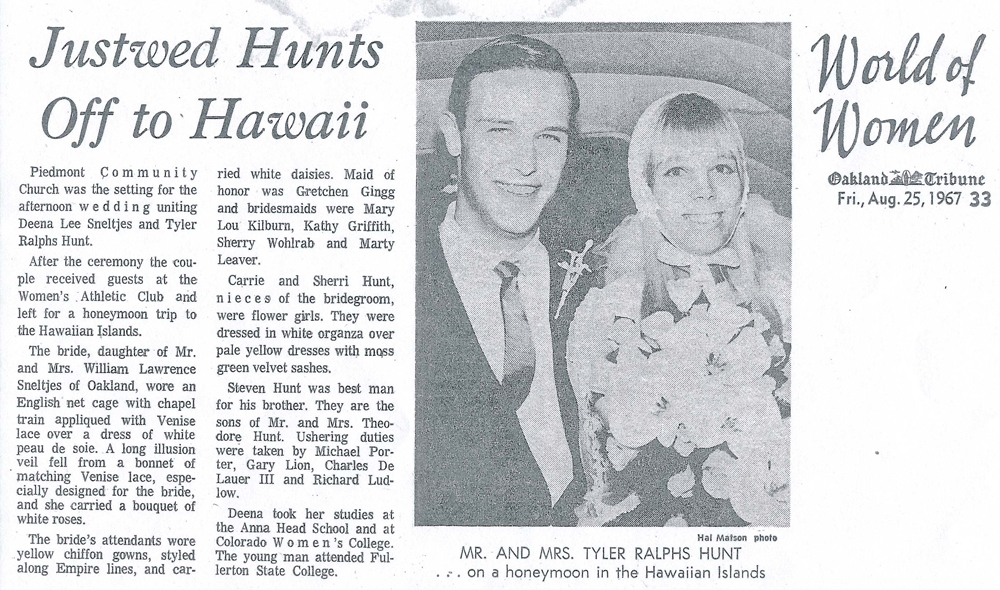 Justwed Hunts
Off to Hawaii
Piedmont Community
Church was the setting for the
afternoon wedding uniting
Deena Lee Sneltjes and Tyler
Ralphs Hunt.
After the ceremony the cou-
ple received guests at the
Women's Athletic Club and
left for a honeymoon trip to
the Hawaiian Islands.
The bride, daughter of Mr.
and Mrs. William Lawrence
Sneltjes of Oakland, wore an
English net cage with chapel
train appliqued with Venise
lace over a dress of white
peau de soie. A long illusion
veil fell from a bonnet of
matching Venise lace, espe-
cially designed for the bride,
and she carried a bouquet of
white roses.
The bride's attendants wore
yellow chiffon gowns, styled
along Empire lines, and car-
ried white daisies. Maid of
honor was Gretchen Gingg
and bridesmaids were Mary
Lou Kilburn, Kathy Griffith,
Sherry Wohlrab and Marty
Leaver.
Carrie and Sherri Hunt,
nieces of the bridegroom,
were flower girls. They were
dressed in white organza over
pale yellow dresses with moss
green velvet sashes.
Steven Hunt was best man
for his brother. They are the
sons of Mr. and Mrs. Theo-
dore Hunt. Ushering duties
were taken by Michael Por-
ter, Gary Lion, Charles De
Lauer III and Richard Lud-
low.
Deena took her studies at
the Anna Head School and at
Colorado Women's College.
The young man attended Ful-
lerton State College.
Hal Matson photo
MR. AND MRS. TYLER RALPHS HUNT
. . . on a honeymoon in the Hawaiian Islands
World of
Women
Oakland Tribune
Fri., Aug. 25, 1967 33